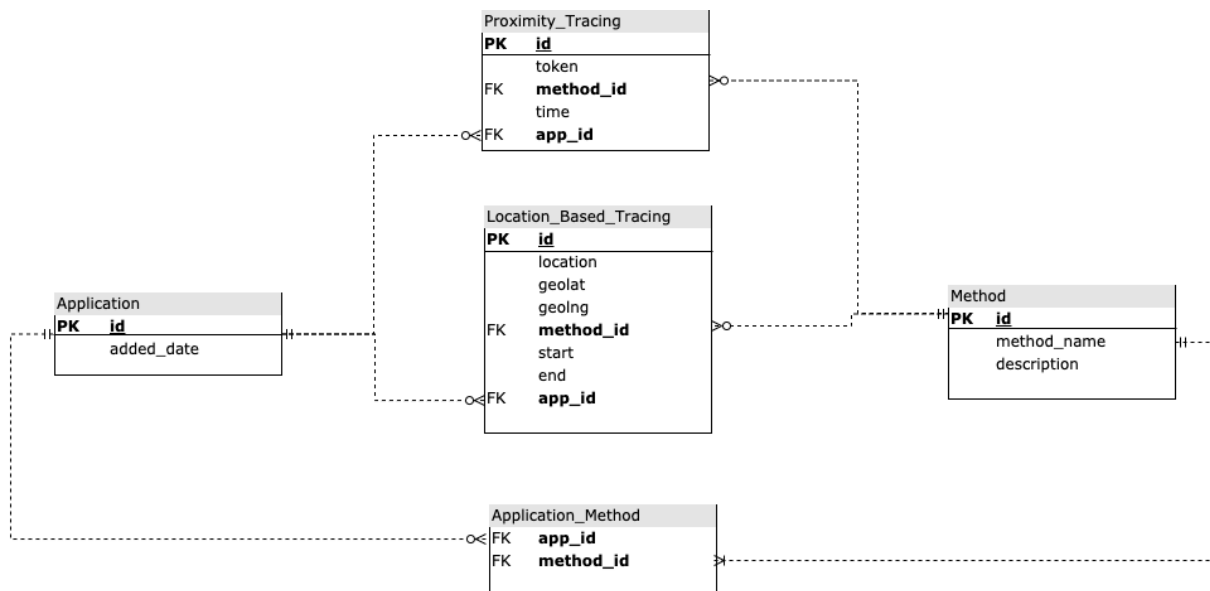 Proximity_Tracing
PK id
token
FK method_id
time
FK app_id
Location_Based_Tracing
PK id
location
geolat
geolng
FK method_id
start
end
FK app_id
Application
PK id
added_date
Method
PK id
method_name
description
Application_Method
FK app_id
FK method_id